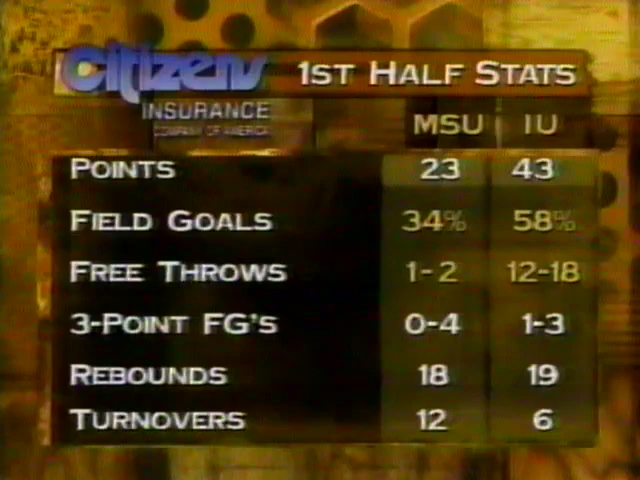 Citizens 1ST HALF STATS
INSURANCE
COMPANY OF AMERICA
MSU IU
POINTS 23 43
FIELD GOALS 34% 58%
FREE THROWS 1-2 12-18
3-POINT FG'S 0-4 1-3
REBOUNDS 18 19
TURNOVERS 12 6